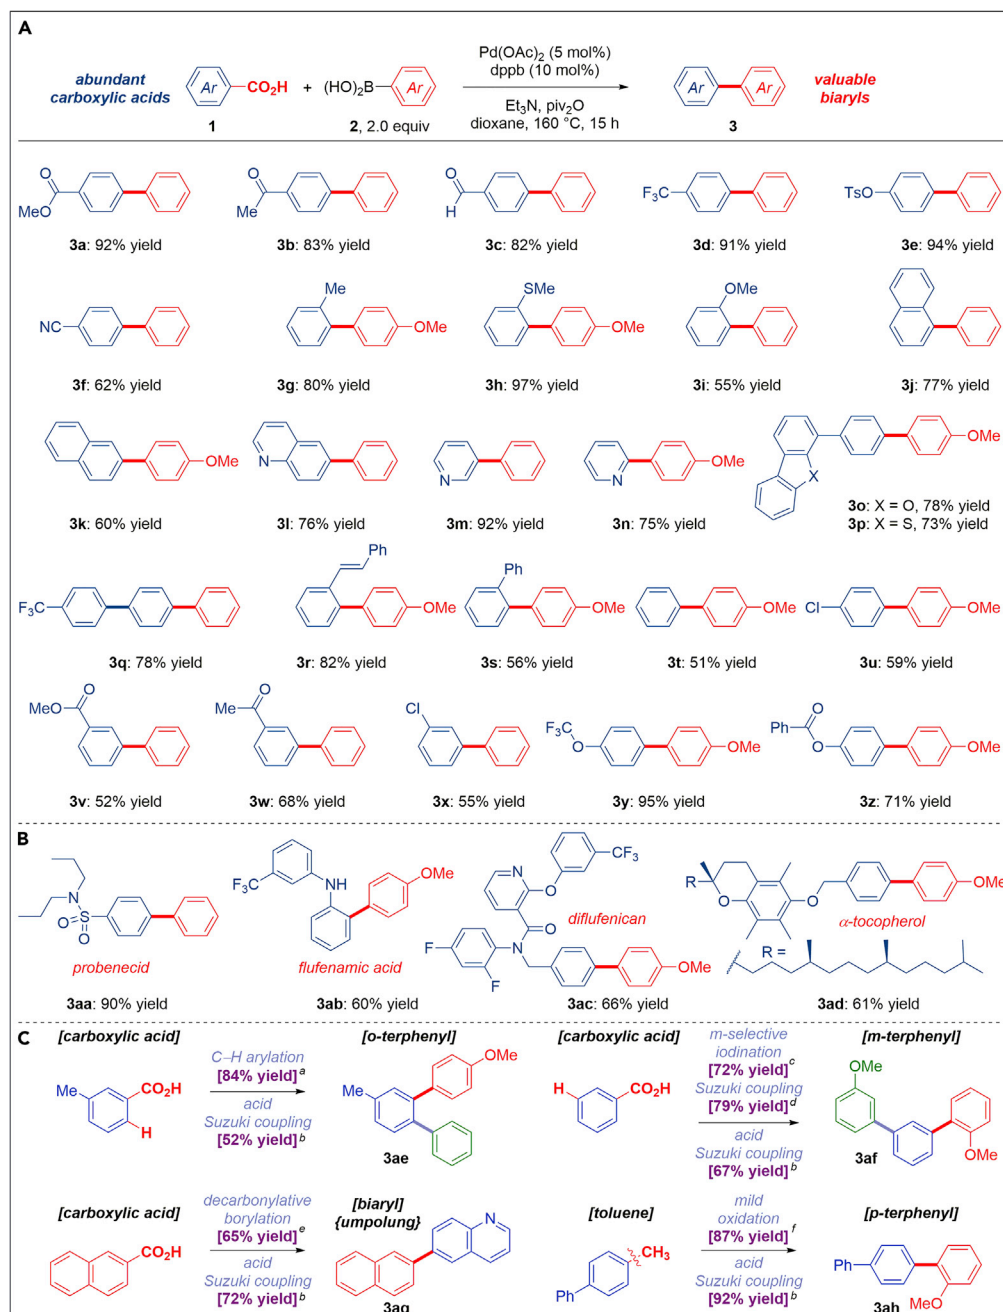 A
abundant
carboxylic acids
Ar
CO2H
1
+
(HO)2B
Ar
2, 2.0 equiv
Pd(OAc)2 (5 mol%)
dppb (10 mol%)
Et3N, piv2O
dioxane, 160 °C, 15 h
Ar
Ar
3
valuable
biaryls
O
MeO
3a: 92% yield
O
Me
3b: 83% yield
O
H
3c: 82% yield
F3C
3d: 91% yield
TsO
3e: 94% yield
NC
3f: 62% yield
Me
OMe
3g: 80% yield
SMe
OMe
3h: 97% yield
OMe
3i: 55% yield
3j: 77% yield
OMe
3k: 60% yield
N
3l: 76% yield
N
3m: 92% yield
N
OMe
3n: 75% yield
X
OMe
3o: X = O, 78% yield
3p: X = S, 73% yield
F3C
3q: 78% yield
Ph
OMe
3r: 82% yield
Ph
OMe
3s: 56% yield
OMe
3t: 51% yield
Cl
OMe
3u: 59% yield
O
MeO
3v: 52% yield
O
Me
3w: 68% yield
Cl
3x: 55% yield
F3C
O
OMe
3y: 95% yield
O
Ph
O
OMe
3z: 71% yield
B
N
S
O
O
probenecid
3aa: 90% yield
F3C
NH
OMe
flufenamic acid
3ab: 60% yield
N
O
CF3
O
N
F
F
OMe
diflufenican
3ac: 66% yield
R
O
O
OMe
α-tocopherol
R =
3ad: 61% yield
C
[carboxylic acid]
Me
CO2H
H
C–H arylation
[84% yield]a
acid
Suzuki coupling
[52% yield]b
[o-terphenyl]
OMe
Me
3ae
[carboxylic acid]
H
CO2H
m-selective
iodination
[72% yield]c
Suzuki coupling
[79% yield]d
acid
Suzuki coupling
[67% yield]b
[m-terphenyl]
OMe
OMe
3af
[carboxylic acid]
CO2H
decarbonylative
borylation
[65% yield]e
acid
Suzuki coupling
[72% yield]b
[biaryl]
{umpolung}
N
3ag
[toluene]
CH3
Ph
mild
oxidation
[87% yield]f
acid
Suzuki coupling
[92% yield]b
[p-terphenyl]
Ph
MeO
3ah